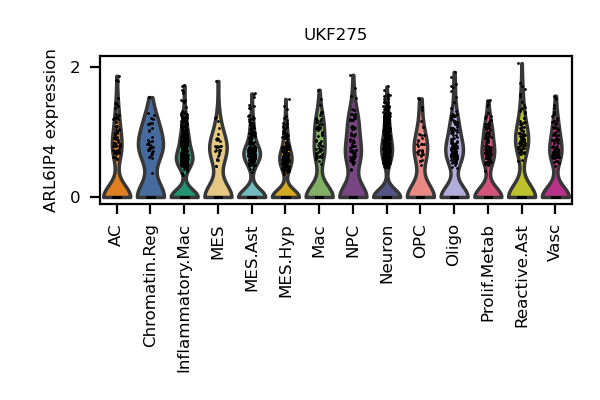 UKF275
ARL6IP4 expression
2
0
AC
Chromatin.Reg
Inflammatory.Mac
MES
MES.Ast
MES.Hyp
Mac
NPC
Neuron
OPC
Oligo
Prolif.Metab
Reactive.Ast
Vasc